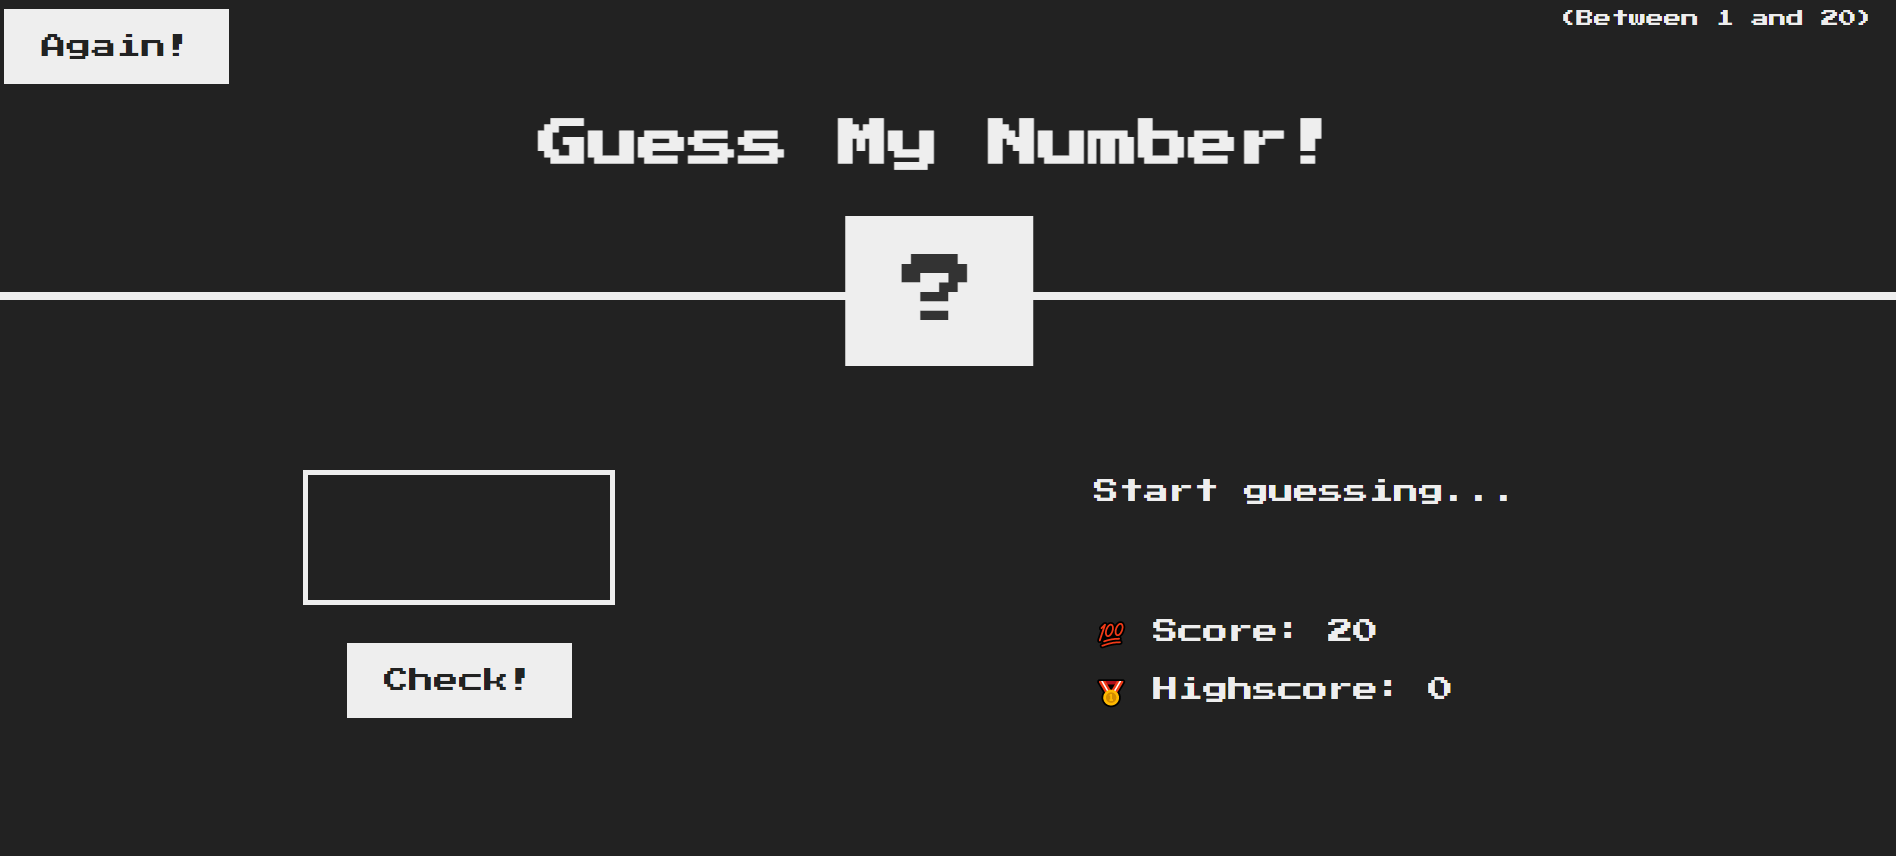 Again!
(Between 1 and 20)
Guess My Number!
?
Start guessing...
Check!
💯 Score: 20
🥇 Highscore: 0